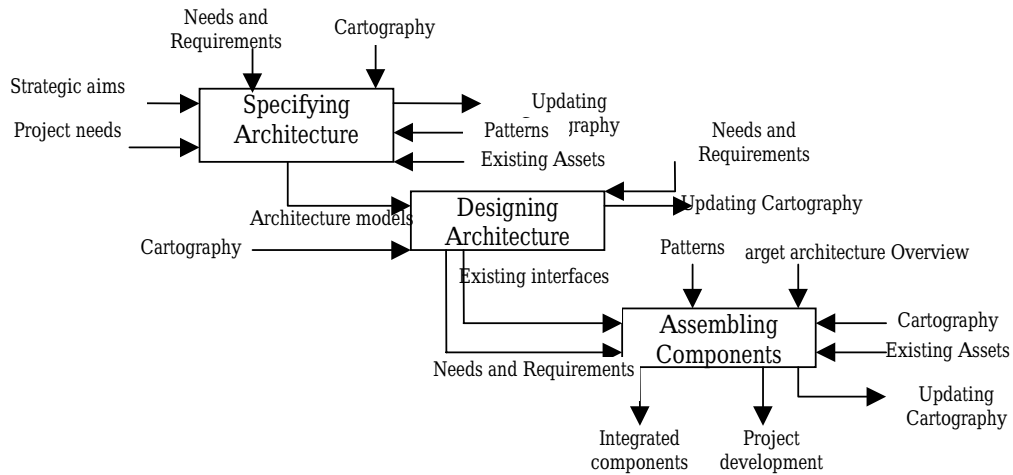 Needs and
Requirements
Cartography
Strategic aims
Project needs
Specifying
Architecture
Updating
graphy
Patterns
Existing Assets
Needs and
Requirements
Architecture models
Designing
Architecture
Updating Cartography
Cartography
Existing interfaces
Patterns
arget architecture Overview
Assembling
Components
Cartography
Existing Assets
Needs and Requirements
Updating
Cartography
Integrated
components
Project
development